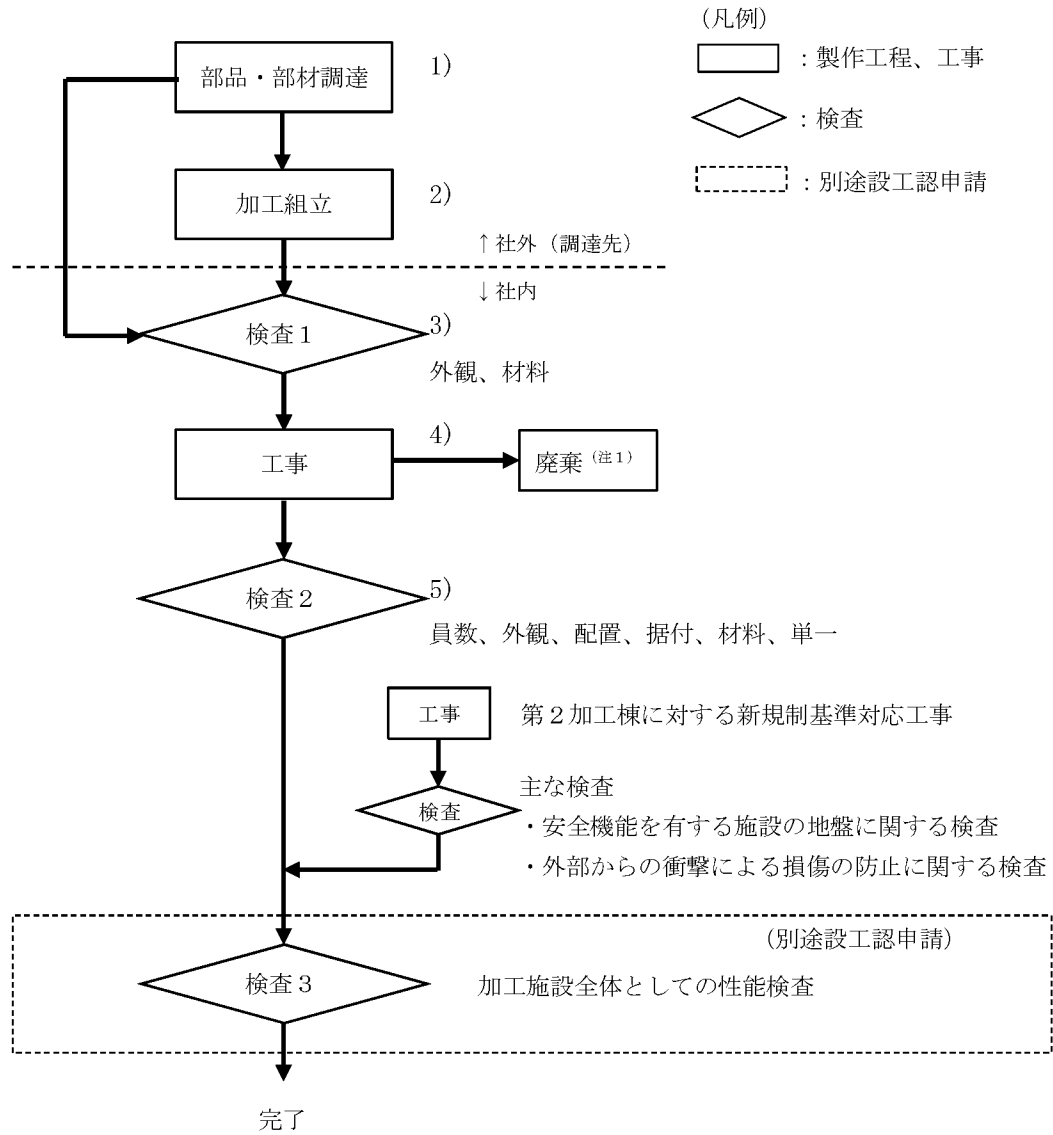 (凡例)
：製作工程、工事
：検査
：別途設工認申請
部品・部材調達
1)
加工組立
2)
↑社外（調達先）
↓社内
検査１
3)
外観、材料
工事
4)
廃棄（注１）
検査２
5)
員数、外観、配置、据付、材料、単一
工事
第２加工棟に対する新規制基準対応工事
検査
主な検査
・安全機能を有する施設の地盤に関する検査
・外部からの衝撃による損傷の防止に関する検査
(別途設工認申請)
検査３
加工施設全体としての性能検査
完了